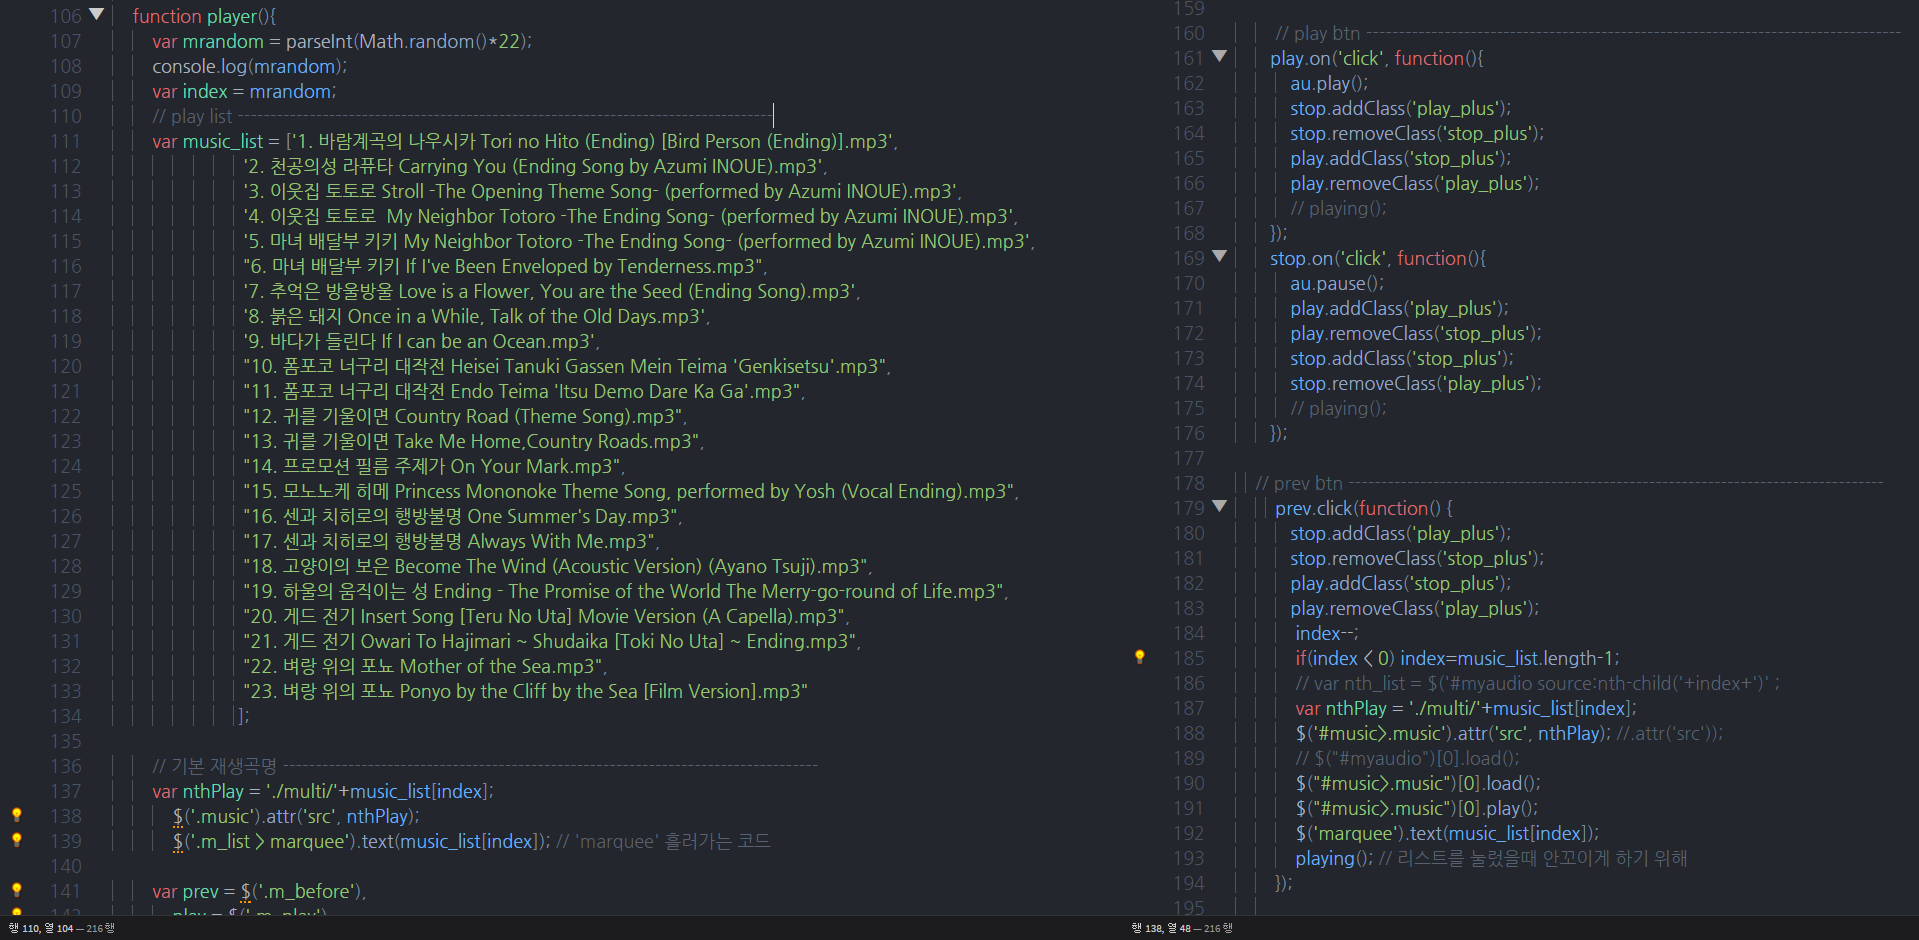 106 function player(){
107 var mrandom = parseInt(Math.random()*22);
108 console.log(mrandom);
109 var index = mrandom;
110 // play list ----------------------------------------------------------------------------------
111 var music_list = ['1. 바람계곡의 나우시카 Tori no Hito (Ending) [Bird Person (Ending)].mp3',
112 '2. 천공의성 라퓨타 Carrying You (Ending Song by Azumi INOUE).mp3',
113 '3. 이웃집 토토로 Stroll -The Opening Theme Song- (performed by Azumi INOUE).mp3',
114 '4. 이웃집 토토로  My Neighbor Totoro -The Ending Song- (performed by Azumi INOUE).mp3',
115 '5. 마녀 배달부 키키 My Neighbor Totoro -The Ending Song- (performed by Azumi INOUE).mp3',
116 "6. 마녀 배달부 키키 If I've Been Enveloped by Tenderness.mp3",
117 '7. 추억은 방울방울 Love is a Flower, You are the Seed (Ending Song).mp3',
118 '8. 붉은 돼지 Once in a While, Talk of the Old Days.mp3',
119 '9. 바다가 들린다 If I can be an Ocean.mp3',
120 "10. 폼포코 너구리 대작전 Heisei Tanuki Gassen Mein Teima 'Genkisetsu'.mp3",
121 "11. 폼포코 너구리 대작전 Endo Teima 'Itsu Demo Dare Ka Ga'.mp3",
122 "12. 귀를 기울이면 Country Road (Theme Song).mp3",
123 "13. 귀를 기울이면 Take Me Home,Country Roads.mp3",
124 "14. 프로모션 필름 주제가 On Your Mark.mp3",
125 "15. 모노노케 히메 Princess Mononoke Theme Song, performed by Yosh (Vocal Ending).mp3",
126 "16. 센과 치히로의 행방불명 One Summer's Day.mp3",
127 "17. 센과 치히로의 행방불명 Always With Me.mp3",
128 "18. 고양이의 보은 Become The Wind (Acoustic Version) (Ayano Tsuji).mp3",
129 "19. 하울의 움직이는 성 Ending - The Promise of the World The Merry-go-round of Life.mp3",
130 "20. 게드 전기 Insert Song [Teru No Uta] Movie Version (A Capella).mp3",
131 "21. 게드 전기 Owari To Hajimari ~ Shudaika [Toki No Uta] ~ Ending.mp3",
132 "22. 벼랑 위의 포뇨 Mother of the Sea.mp3",
133 "23. 벼랑 위의 포뇨 Ponyo by the Cliff by the Sea [Film Version].mp3"
134 ];
135
136 // 기본 재생곡명 ----------------------------------------------------------------------------------
137 var nthPlay = './multi/'+music_list[index];
138 $('.music').attr('src', nthPlay);
139 $('.m_list > marquee').text(music_list[index]); // 'marquee' 흘러가는 코드
140
141 var prev = $('.m_before'),
142 play = $('.m_play'),
행 110, 열 104 — 216 행
159
160 // play btn ----------------------------------------------------------------------------------
161 play.on('click', function(){
162 au.play();
163 stop.addClass('play_plus');
164 stop.removeClass('stop_plus');
165 play.addClass('stop_plus');
166 play.removeClass('play_plus');
167 // playing();
168 });
169 stop.on('click', function(){
170 au.pause();
171 play.addClass('play_plus');
172 play.removeClass('stop_plus');
173 stop.addClass('stop_plus');
174 stop.removeClass('play_plus');
175 // playing();
176 });
177
178 // prev btn ----------------------------------------------------------------------------------
179 prev.click(function() {
180 stop.addClass('play_plus');
181 stop.removeClass('stop_plus');
182 play.addClass('stop_plus');
183 play.removeClass('play_plus');
184 index--;
185 if(index < 0) index=music_list.length-1;
186 // var nth_list = $('#myaudio source:nth-child('+index+')' ;
187 var nthPlay = './multi/'+music_list[index];
188 $('#music>.music').attr('src', nthPlay); //.attr('src'));
189 // $("#myaudio")[0].load();
190 $("#music>.music")[0].load();
191 $("#music>.music")[0].play();
192 $('marquee').text(music_list[index]);
193 playing(); // 리스트를 눌렀을때 안꼬이게 하기 위해
194 });
195
행 138, 열 48 — 216 행